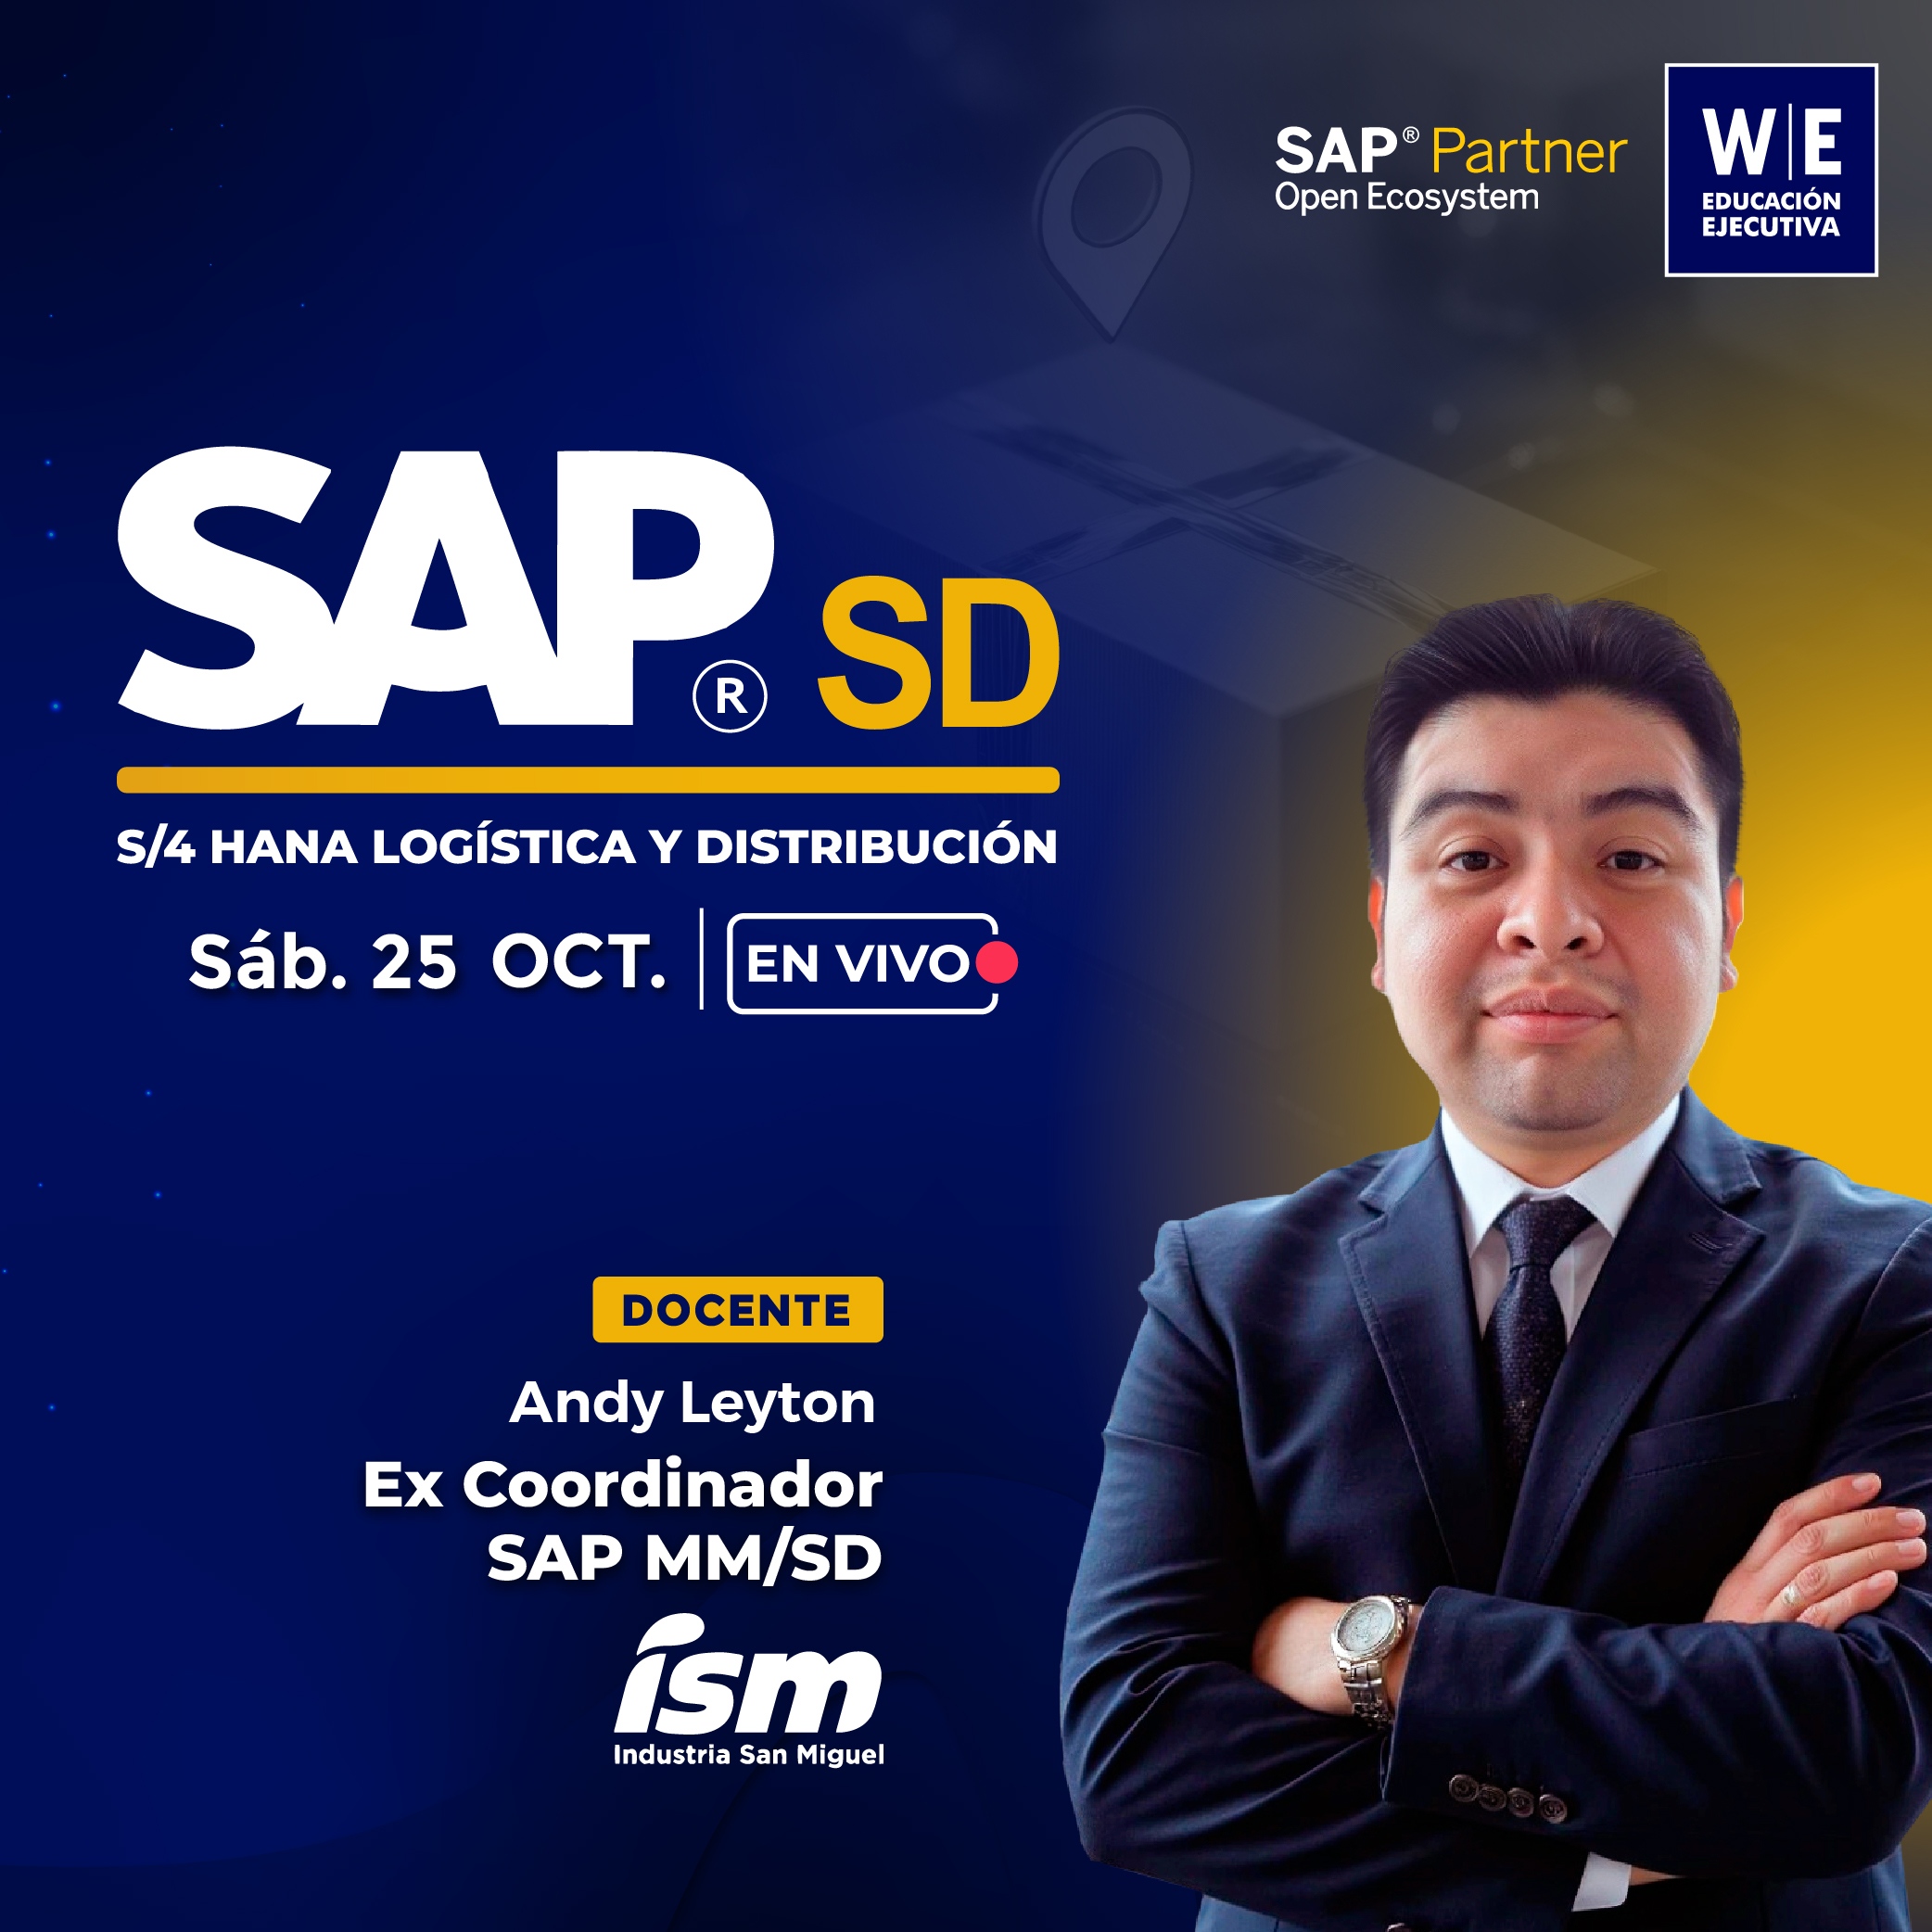 SAP® Partner
Open Ecosystem
W|E
EDUCACIÓN
EJECUTIVA
SAP® SD
S/4 HANA LOGÍSTICA Y DISTRIBUCIÓN
Sáb. 25 OCT. | EN VIVO
DOCENTE
Andy Leyton
Ex Coordinador
SAP MM/SD
ism
Industria San Miguel